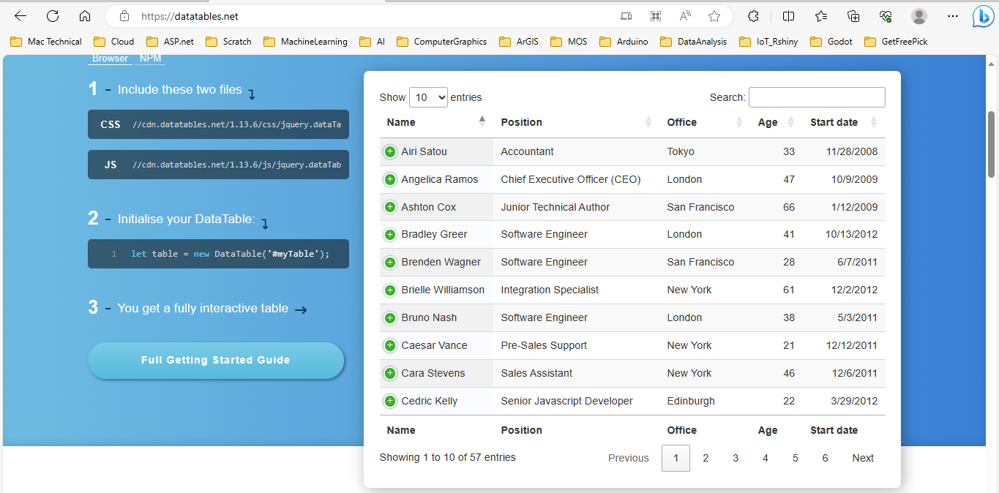 https://datatables.net
Mac Technical Cloud ASP.net Scratch MachineLearning AI ComputerGraphics ArGIS MOS Arduino DataAnalysis IoT_Rshiny Godot GetFreePick
Browser NPM
1 - Include these two files
CSS //cdn.datatables.net/1.13.6/css/jquery.dataTa
JS //cdn.datatables.net/1.13.6/js/jquery.dataTab
2 - Initialise your DataTable:
1 let table = new DataTable('#myTable');
3 - You get a fully interactive table →
Full Getting Started Guide
Show 10 entries Search:
Name Position Office Age Start date
Airi Satou Accountant Tokyo 33 11/28/2008
Angelica Ramos Chief Executive Officer (CEO) London 47 10/9/2009
Ashton Cox Junior Technical Author San Francisco 66 1/12/2009
Bradley Greer Software Engineer London 41 10/13/2012
Brenden Wagner Software Engineer San Francisco 28 6/7/2011
Brielle Williamson Integration Specialist New York 61 12/2/2012
Bruno Nash Software Engineer London 38 5/3/2011
Caesar Vance Pre-Sales Support New York 21 12/12/2011
Cara Stevens Sales Assistant New York 46 12/6/2011
Cedric Kelly Senior Javascript Developer Edinburgh 22 3/29/2012
Name Position Office Age Start date
Showing 1 to 10 of 57 entries Previous 1 2 3 4 5 6 Next